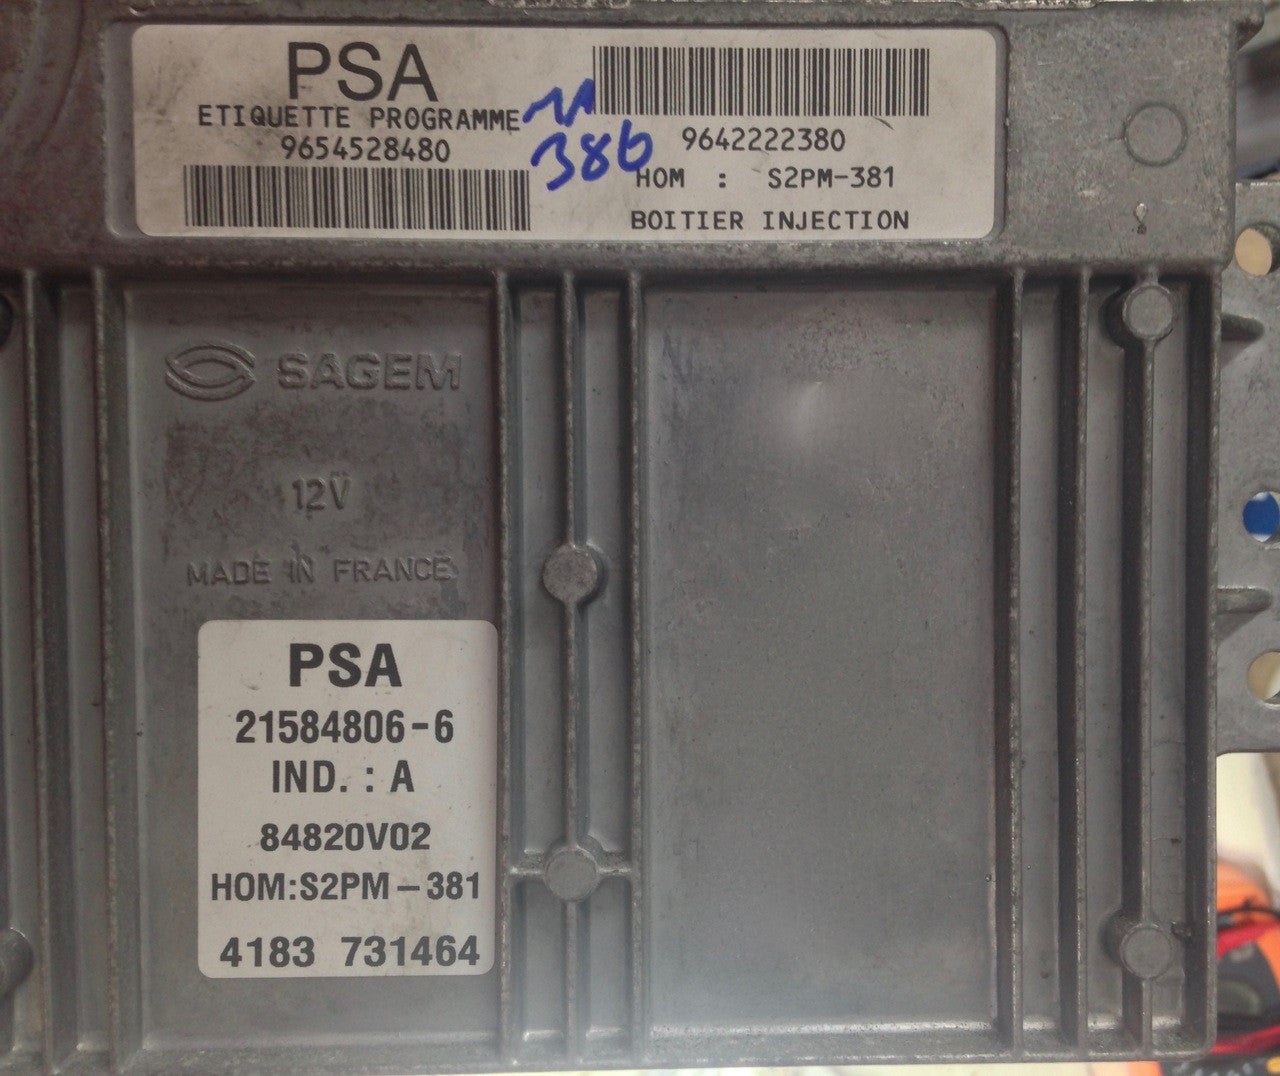 PSA
ETIQUETTE PROGRAMME
9654528480
MA
386
9642222380
HOM : S2PM-381
BOITIER INJECTION
SAGEM
12V
MADE IN FRANCE
PSA
21584806-6
IND. : A
84820V02
HOM:S2PM-381
4183 731464